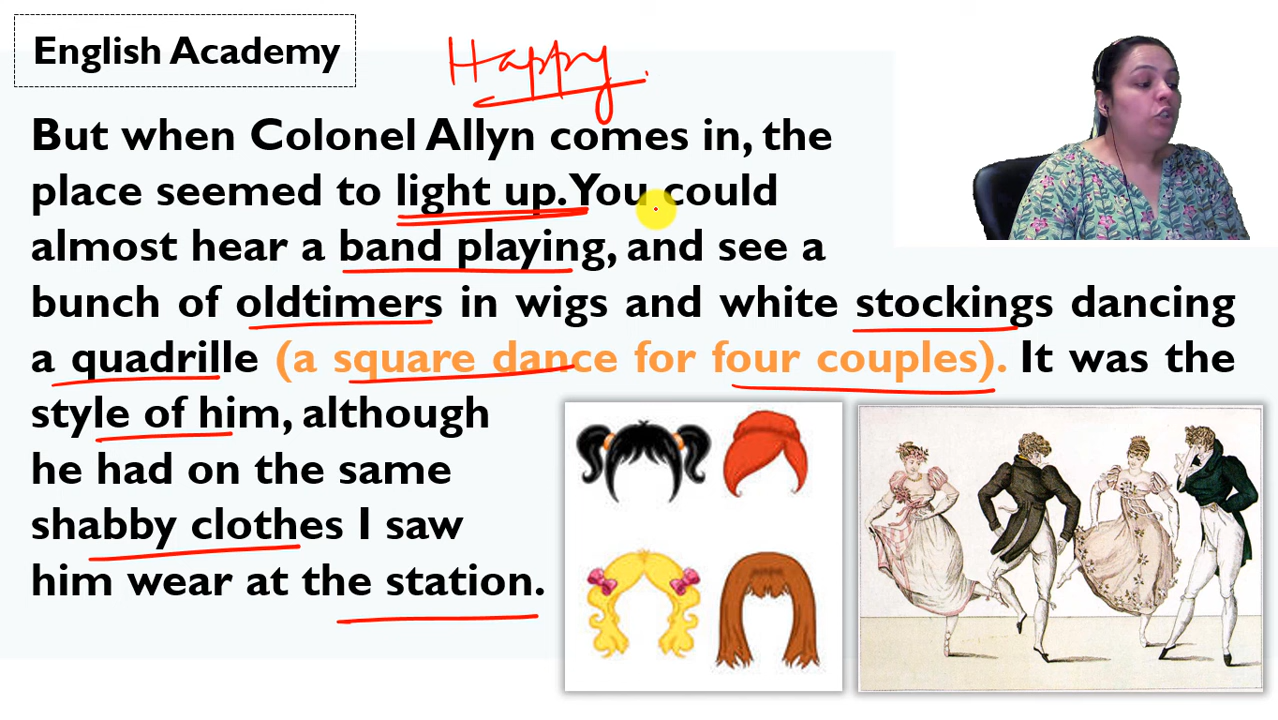 English Academy
Happy
But when Colonel Allyn comes in, the
place seemed to light up. You could
almost hear a band playing, and see a
bunch of oldtimers in wigs and white stockings dancing
a quadrille (a square dance for four couples). It was the
style of him, although
he had on the same
shabby clothes I saw
him wear at the station.